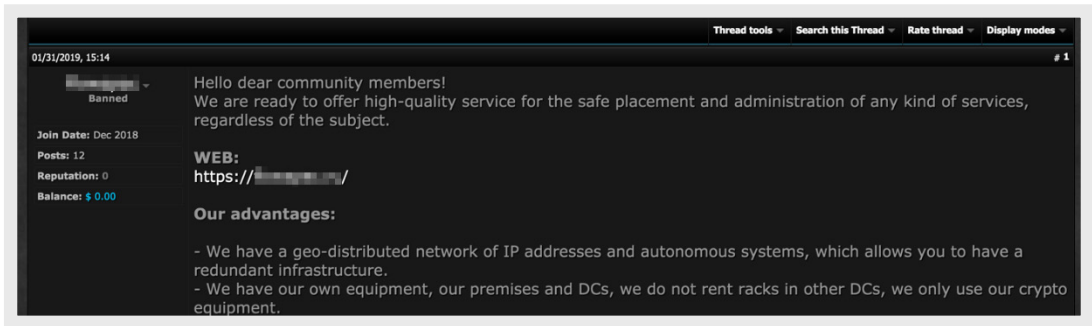 Thread tools Search this Thread Rate thread Display modes
01/31/2019, 15:14 # 1
Banned
Join Date: Dec 2018
Posts: 12
Reputation: 0
Balance: $ 0.00
Hello dear community members!
We are ready to offer high-quality service for the safe placement and administration of any kind of services,
regardless of the subject.
WEB:
https:// /
Our advantages:
- We have a geo-distributed network of IP addresses and autonomous systems, which allows you to have a
redundant infrastructure.
- We have our own equipment, our premises and DCs, we do not rent racks in other DCs, we only use our crypto
equipment.